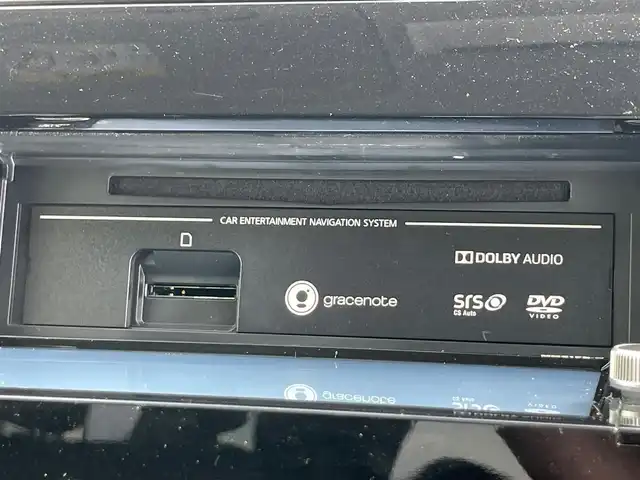 CAR ENTERTAINMENT NAVIGATION SYSTEM
DOLBY AUDIO
gracenote
SRS
CS Auto
DVD
VIDEO